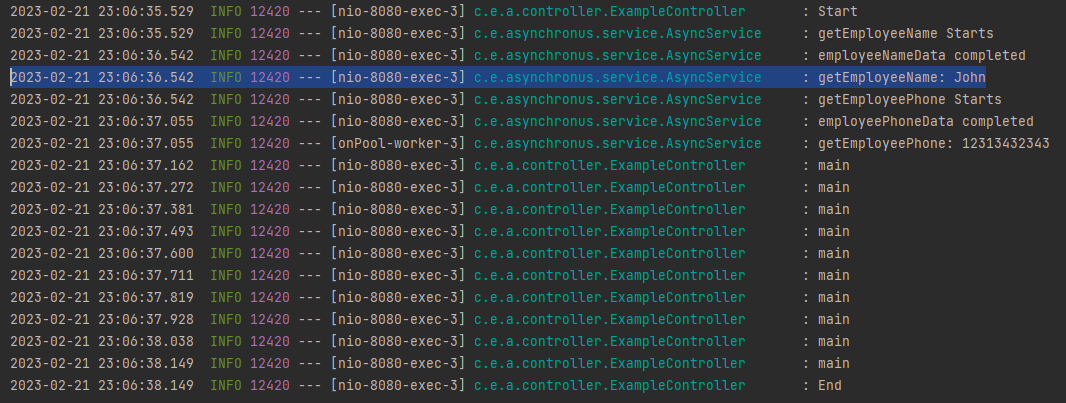 2023-02-21 23:06:35.529  INFO 12420 --- [nio-8080-exec-3] c.e.a.controller.ExampleController       : Start
2023-02-21 23:06:35.529  INFO 12420 --- [nio-8080-exec-3] c.e.asynchronus.service.AsyncService     : getEmployeeName Starts
2023-02-21 23:06:36.542  INFO 12420 --- [nio-8080-exec-3] c.e.asynchronus.service.AsyncService     : employeeNameData completed
2023-02-21 23:06:36.542  INFO 12420 --- [nio-8080-exec-3] c.e.asynchronus.service.AsyncService     : getEmployeeName: John
2023-02-21 23:06:36.542  INFO 12420 --- [nio-8080-exec-3] c.e.asynchronus.service.AsyncService     : getEmployeePhone Starts
2023-02-21 23:06:37.055  INFO 12420 --- [nio-8080-exec-3] c.e.asynchronus.service.AsyncService     : employeePhoneData completed
2023-02-21 23:06:37.055  INFO 12420 --- [onPool-worker-3] c.e.asynchronus.service.AsyncService     : getEmployeePhone: 12313432343
2023-02-21 23:06:37.162  INFO 12420 --- [nio-8080-exec-3] c.e.a.controller.ExampleController       : main
2023-02-21 23:06:37.272  INFO 12420 --- [nio-8080-exec-3] c.e.a.controller.ExampleController       : main
2023-02-21 23:06:37.381  INFO 12420 --- [nio-8080-exec-3] c.e.a.controller.ExampleController       : main
2023-02-21 23:06:37.493  INFO 12420 --- [nio-8080-exec-3] c.e.a.controller.ExampleController       : main
2023-02-21 23:06:37.600  INFO 12420 --- [nio-8080-exec-3] c.e.a.controller.ExampleController       : main
2023-02-21 23:06:37.711  INFO 12420 --- [nio-8080-exec-3] c.e.a.controller.ExampleController       : main
2023-02-21 23:06:37.819  INFO 12420 --- [nio-8080-exec-3] c.e.a.controller.ExampleController       : main
2023-02-21 23:06:37.928  INFO 12420 --- [nio-8080-exec-3] c.e.a.controller.ExampleController       : main
2023-02-21 23:06:38.038  INFO 12420 --- [nio-8080-exec-3] c.e.a.controller.ExampleController       : main
2023-02-21 23:06:38.149  INFO 12420 --- [nio-8080-exec-3] c.e.a.controller.ExampleController       : main
2023-02-21 23:06:38.149  INFO 12420 --- [nio-8080-exec-3] c.e.a.controller.ExampleController       : End